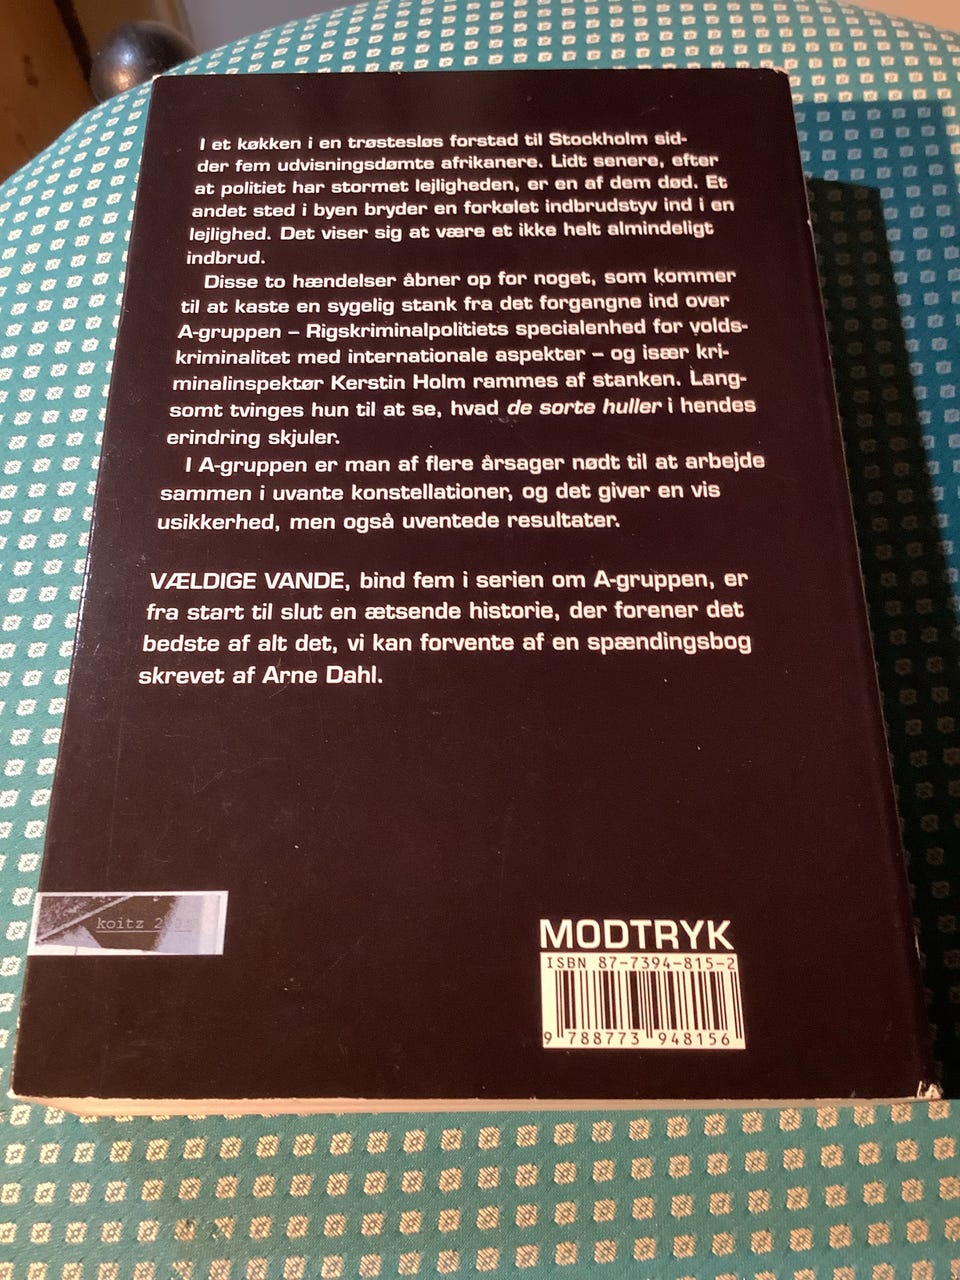 I et køkken i en trøstesløs forstad til Stockholm sid-
der fem udvisningsdømte afrikanere. Lidt senere, efter
at politiet har stormet lejligheden, er en af dem død. Et
andet sted i byen bryder en forkølet indbrudstyv ind i en
lejlighed. Det viser sig at være et ikke helt almindeligt
indbrud.
Disse to hændelser åbner op for noget, som kommer
til at kaste en sygelig stank fra det forgangne ind over
A-gruppen – Rigskriminalpolitiets specialenhed for volds-
kriminalitet med internationale aspekter – og især kri-
minalinspektør Kerstin Holm rammes af stanken. Lang-
somt tvinges hun til at se, hvad de sorte huller i hendes
erindring skjuler.
I A-gruppen er man af flere årsager nødt til at arbejde
sammen i uvante konstellationer, og det giver en vis
usikkerhed, men også uventede resultater.
VÆLDIGE VANDE, bind fem i serien om A-gruppen, er
fra start til slut en ætsende historie, der forener det
bedste af alt det, vi kan forvente af en spændingsbog
skrevet af Arne Dahl.
koitz
MODTRYK
ISBN 87-7394-815-2
9 788773 948156